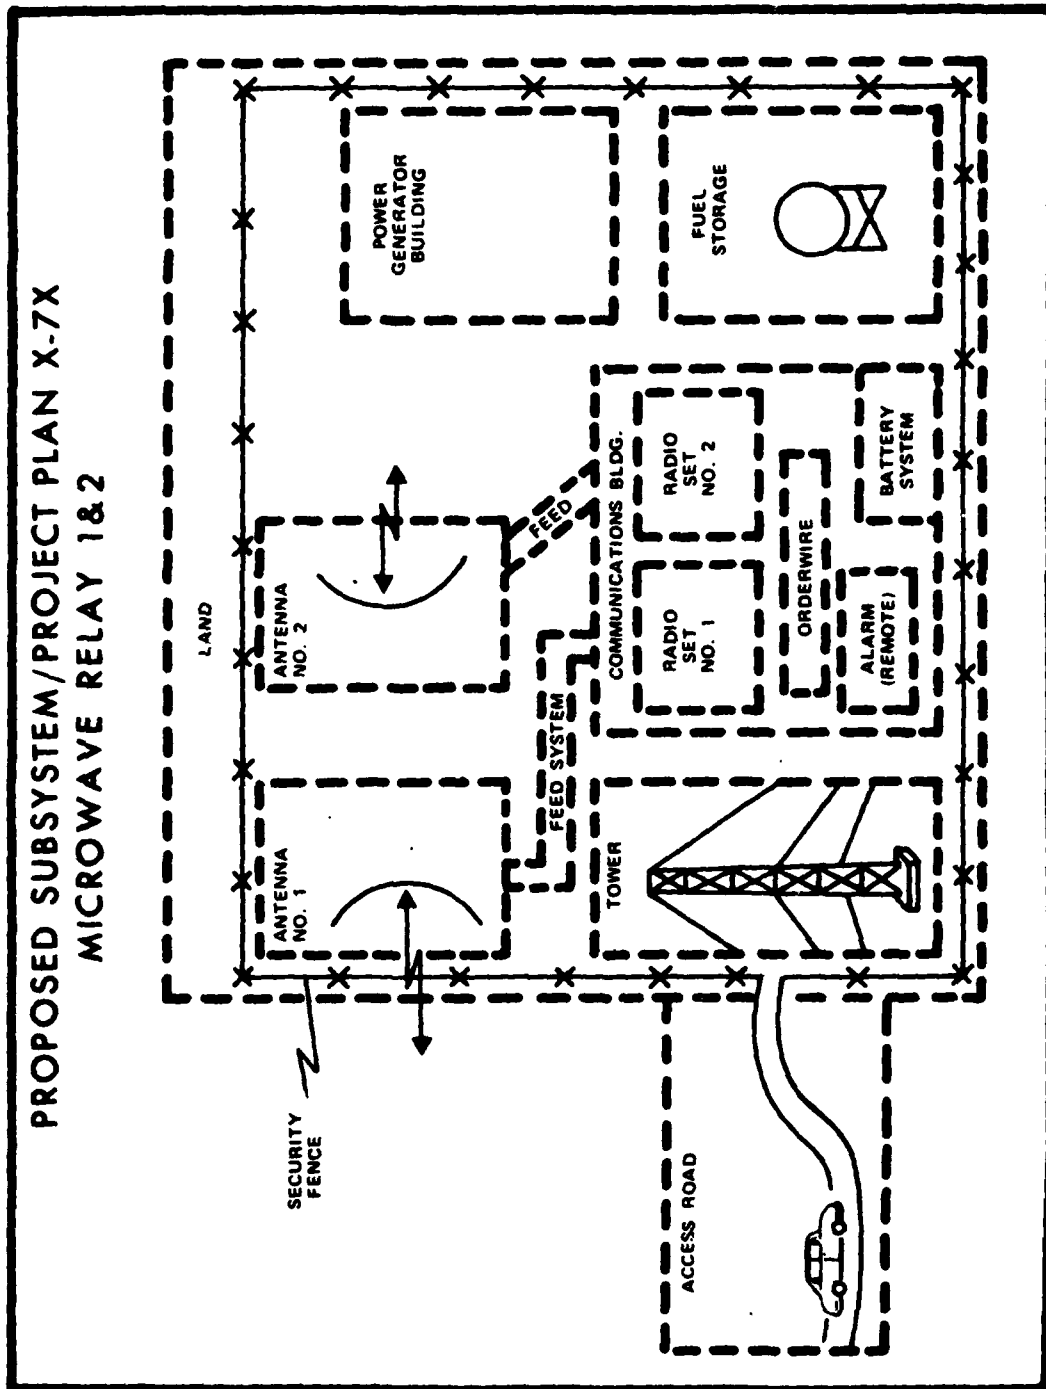 PROPOSED SUBSYSTEM/PROJECT PLAN X-7X
MICROWAVE RELAY 1&2
LAND
SECURITY
FENCE
ANTENNA
NO. 1
ANTENNA
NO. 2
POWER
GENERATOR
BUILDING
FEED SYSTEM
FEED
ACCESS ROAD
TOWER
COMMUNICATIONS BLDG.
RADIO
SET
NO. 1
RADIO
SET
NO. 2
ORDERWIRE
ALARM
(REMOTE)
BATTERY
SYSTEM
FUEL
STORAGE